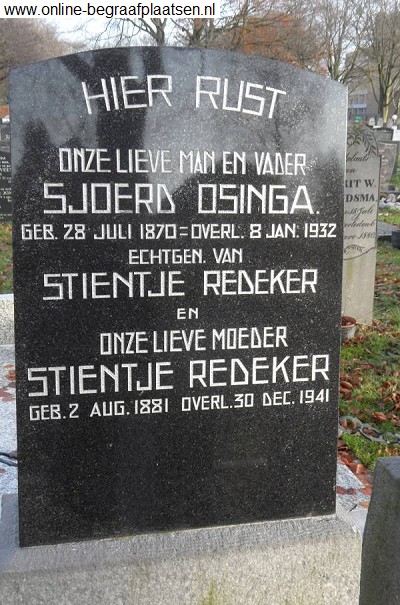 www.online-begraafplaatsen.nl
HIER RUST
ONZE LIEVE MAN EN VADER
SJOERD OSINGA.
GEB. 28 JULI 1870 = OVERL. 8 JAN. 1932
ECHTGEN. VAN
STIENTJE REDEKER
EN
ONZE LIEVE MOEDER
STIENTJE REDEKER
GEB. 2 AUG. 1881 OVERL. 30 DEC. 1941
RIT W.
DSMA